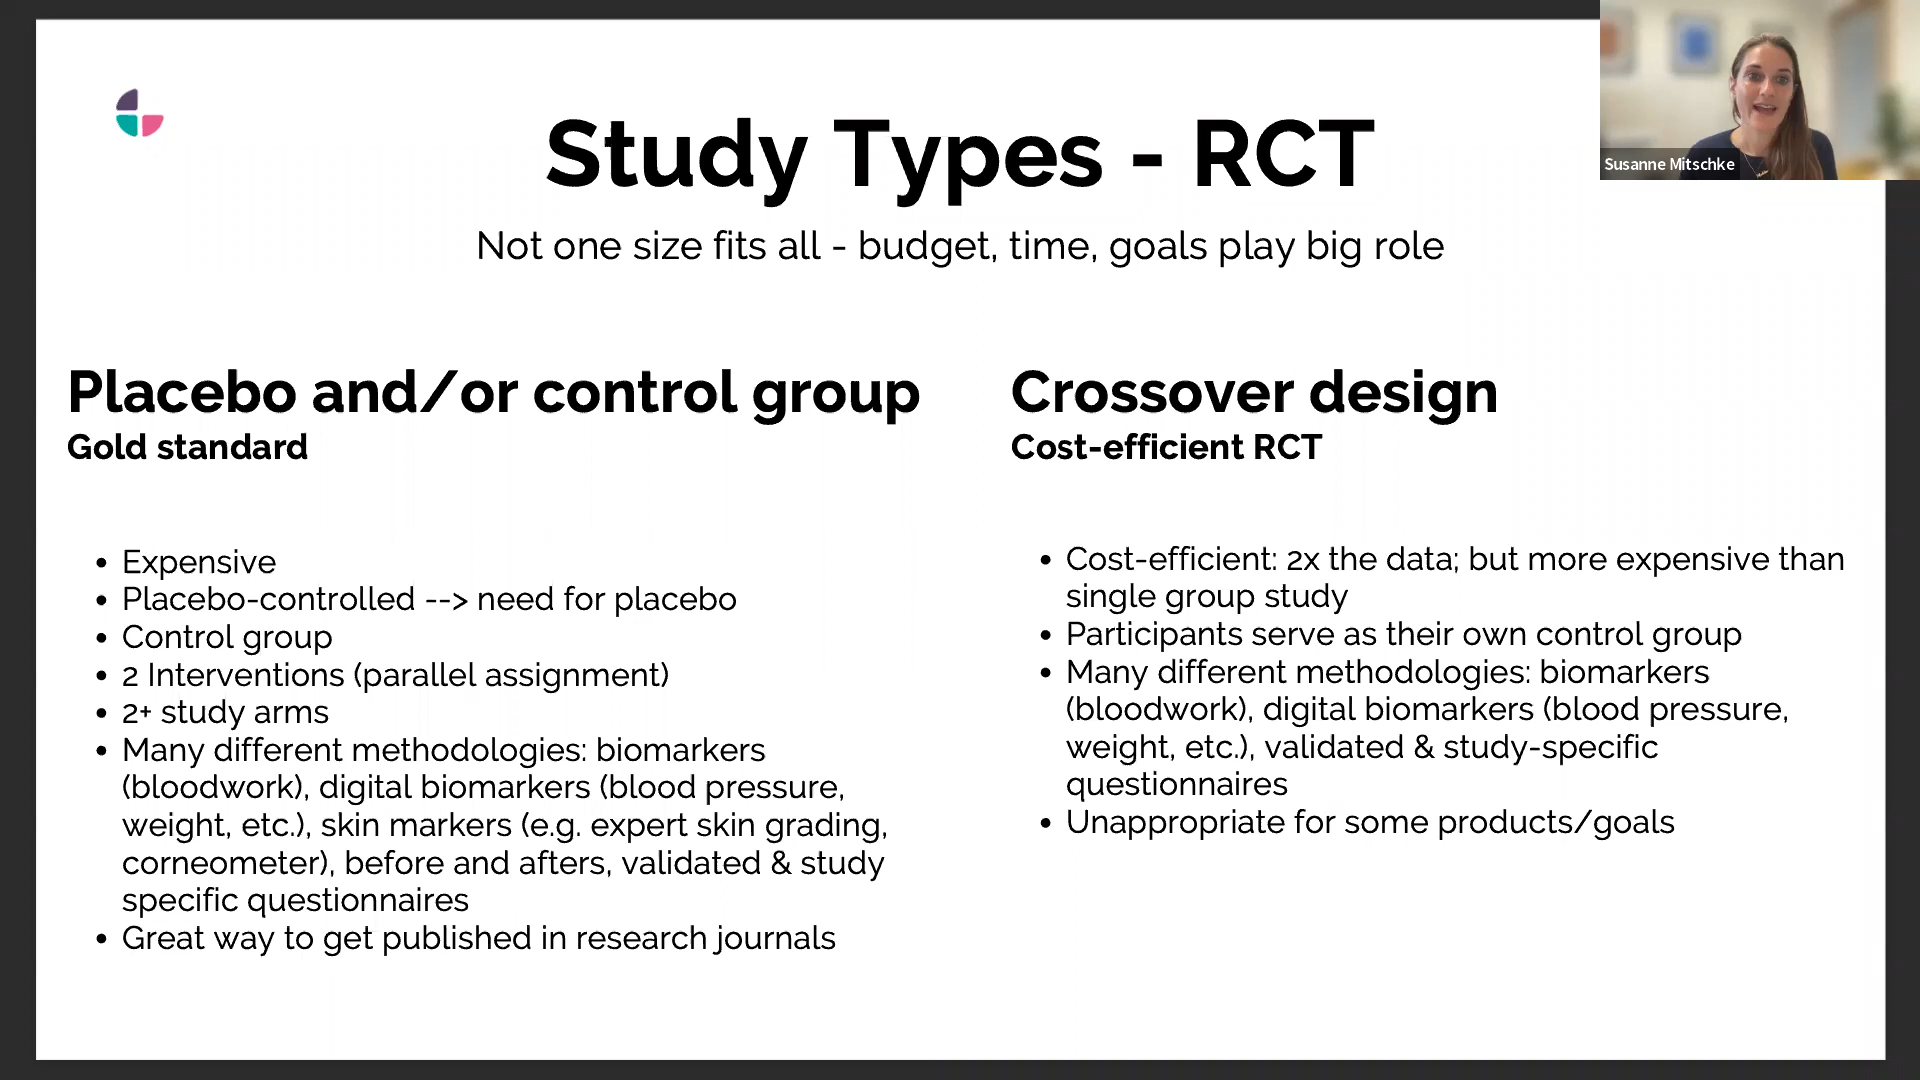 Study Types - RCT
Not one size fits all - budget, time, goals play big role
Susanne Mitschke
Placebo and/or control group
Gold standard
• Expensive
• Placebo-controlled --> need for placebo
• Control group
• 2 Interventions (parallel assignment)
• 2+ study arms
• Many different methodologies: biomarkers
(bloodwork), digital biomarkers (blood pressure,
weight, etc.), skin markers (e.g. expert skin grading,
corneometer), before and afters, validated & study
specific questionnaires
• Great way to get published in research journals
Crossover design
Cost-efficient RCT
• Cost-efficient: 2x the data; but more expensive than
single group study
• Participants serve as their own control group
• Many different methodologies: biomarkers
(bloodwork), digital biomarkers (blood pressure,
weight, etc.), validated & study-specific
questionnaires
• Unappropriate for some products/goals